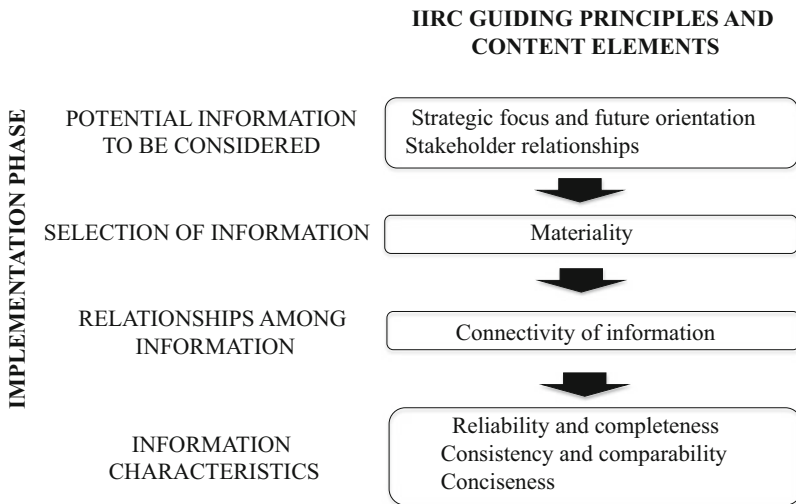 IIRC GUIDING PRINCIPLES AND
CONTENT ELEMENTS
IMPLEMENTATION PHASE
POTENTIAL INFORMATION
TO BE CONSIDERED
Strategic focus and future orientation
Stakeholder relationships
SELECTION OF INFORMATION
Materiality
RELATIONSHIPS AMONG
INFORMATION
Connectivity of information
INFORMATION
CHARACTERISTICS
Reliability and completeness
Consistency and comparability
Conciseness